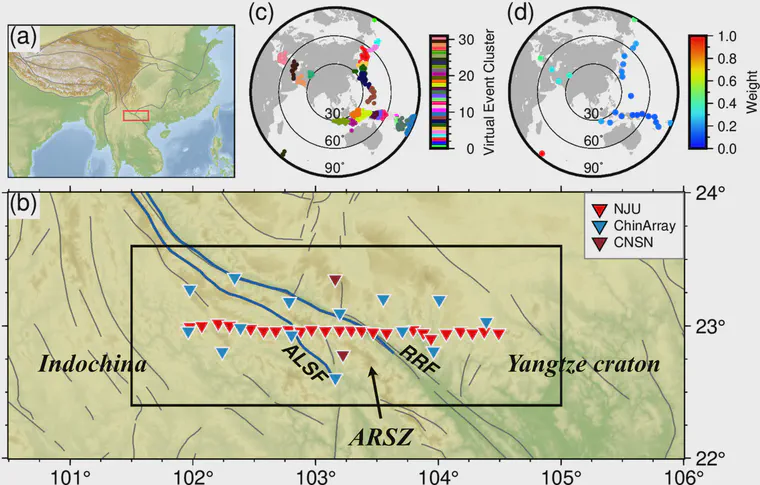 (a)
(c)
30°
60°
90°
30
20
10
0
Virtual Event Cluster
(d)
30°
60°
90°
1.0
0.8
0.6
0.4
0.2
0.0
Weight
(b)
NJU
ChinArray
CNSN
Indochina
ALSF
RRF
Yangtze craton
ARSZ
24°
23°
22°
101°
102°
103°
104°
105°
106°